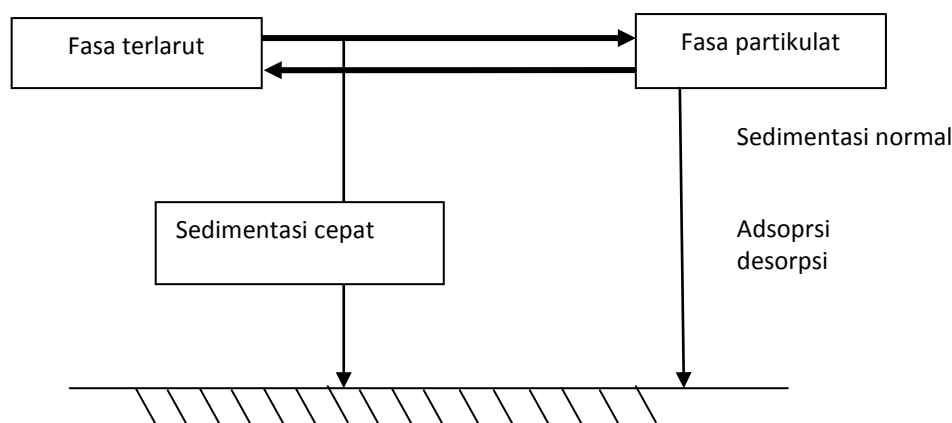 Fasa terlarut
Fasa partikulat
Sedimentasi normal
Sedimentasi cepat
Adsoprsi
desorpsi